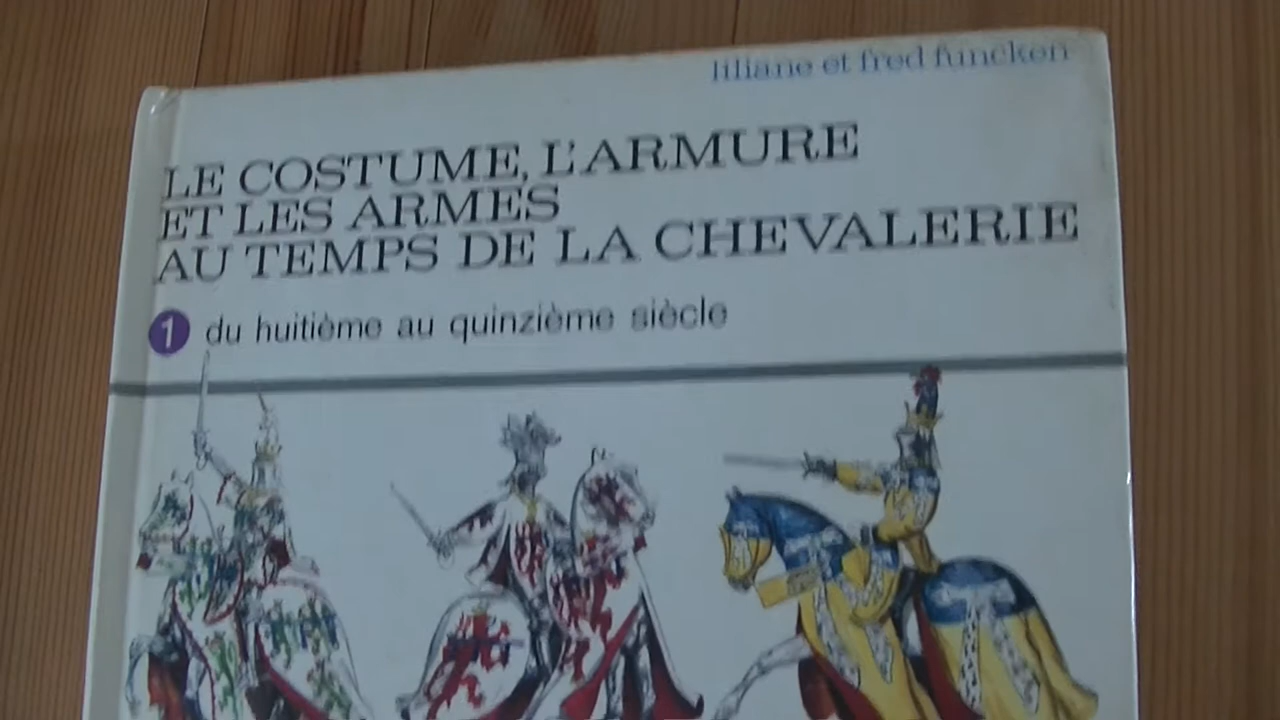 liliane et fred funcken
LE COSTUME, L'ARMURE
ET LES ARMES
AU TEMPS DE LA CHEVALERIE
1 du huitième au quinzième siècle